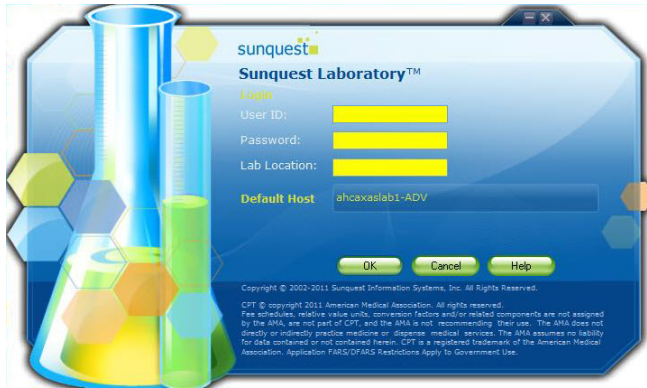 sunquest
Sunquest Laboratory™
Login
User ID:
Password:
Lab Location:
Default Host
ahcaxaslab1-ADV
OK
Cancel
Help
Copyright © 2002-2011 Sunquest Information Systems, Inc. All Rights Reserved.
CPT © copyright 2011 American Medical Association. All rights reserved.
Fee schedules, relative value units, conversion factors and/or related components are not assigned
by the AMA, are not part of CPT, and the AMA is not recommending their use. The AMA does not
directly or indirectly practice medicine or dispense medical services. The AMA assumes no liability
for data contained or not contained herein. CPT is a registered trademark of the American Medical
Association. Application FARS/DFARS Restrictions Apply to Government Use.